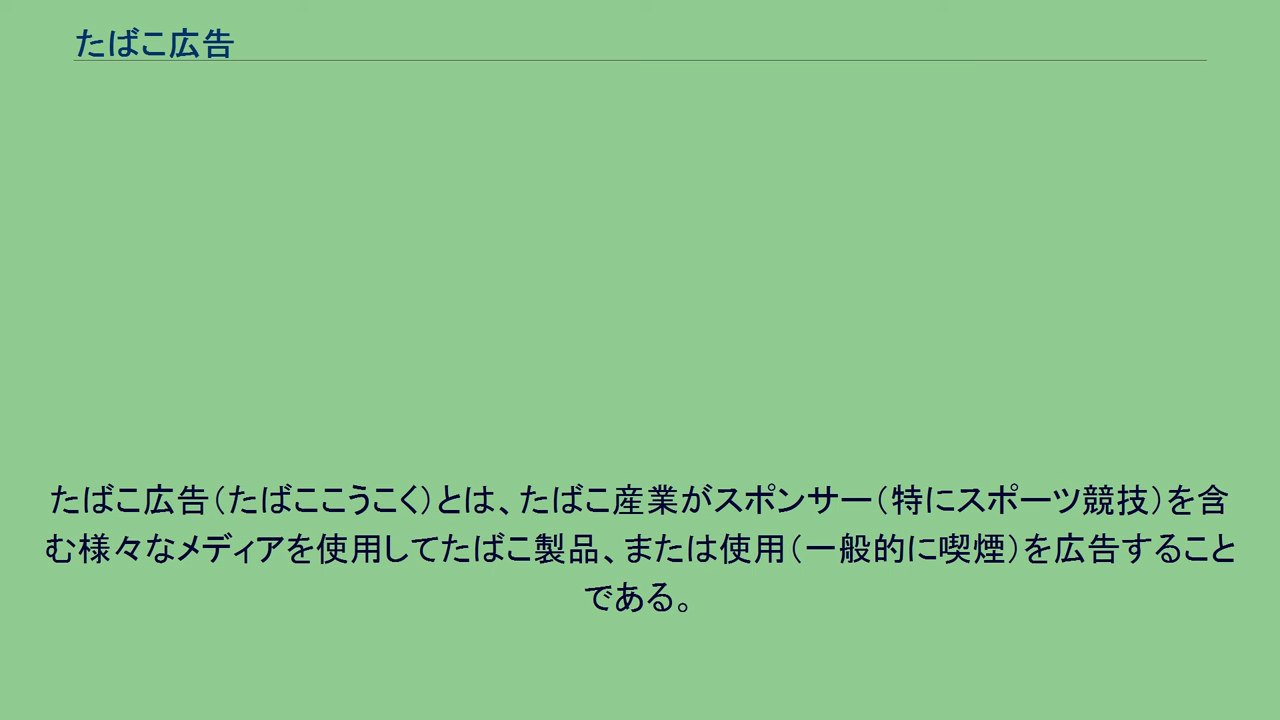 たばこ広告
たばこ広告（たばここうこく）とは、たばこ産業がスポンサー（特にスポーツ競技）を含
む様々なメディアを使用してたばこ製品、または使用（一般的に喫煙）を広告すること
である。